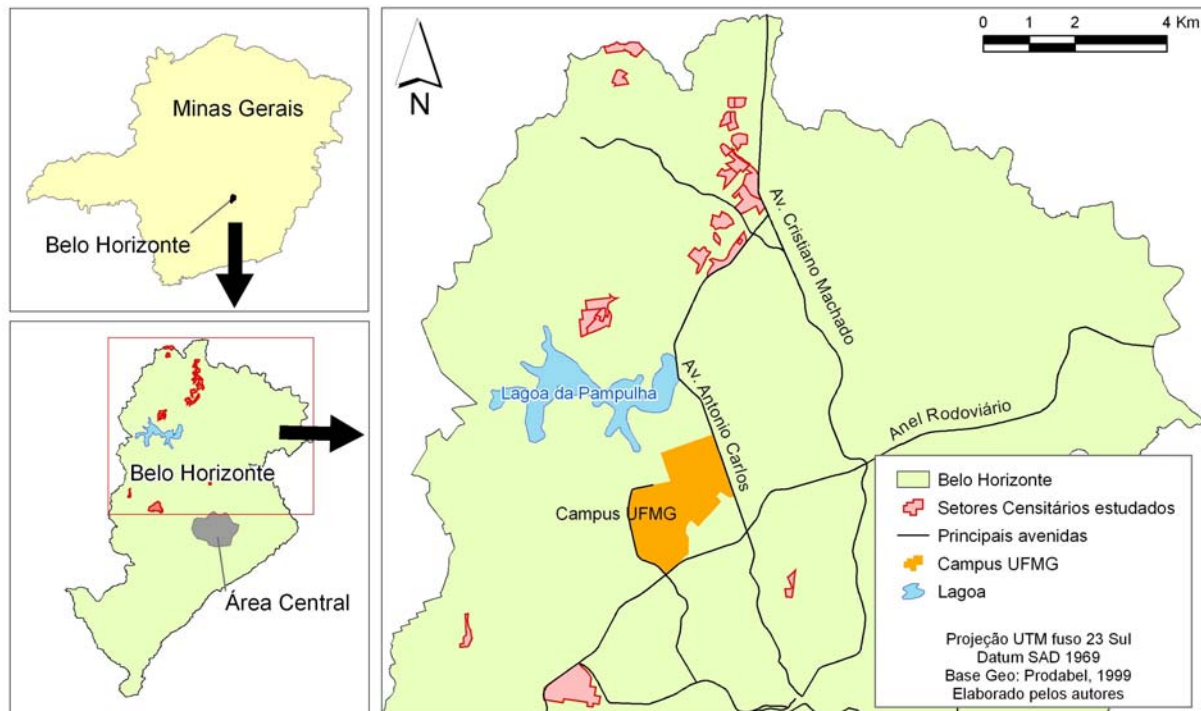 Minas Gerais
Belo Horizonte
Belo Horizonte
Área Central
N
0 1 2 4 Km
Av. Cristiano Machado
Lagoa da Pampulha
Av. Antonio Carlos
Anel Rodoviário
Campus UFMG
Belo Horizonte
Setores Censitários estudados
Principais avenidas
Campus UFMG
Lagoa
Projeção UTM fuso 23 Sul
Datum SAD 1969
Base Geo: Prodabel, 1999
Elaborado pelos autores